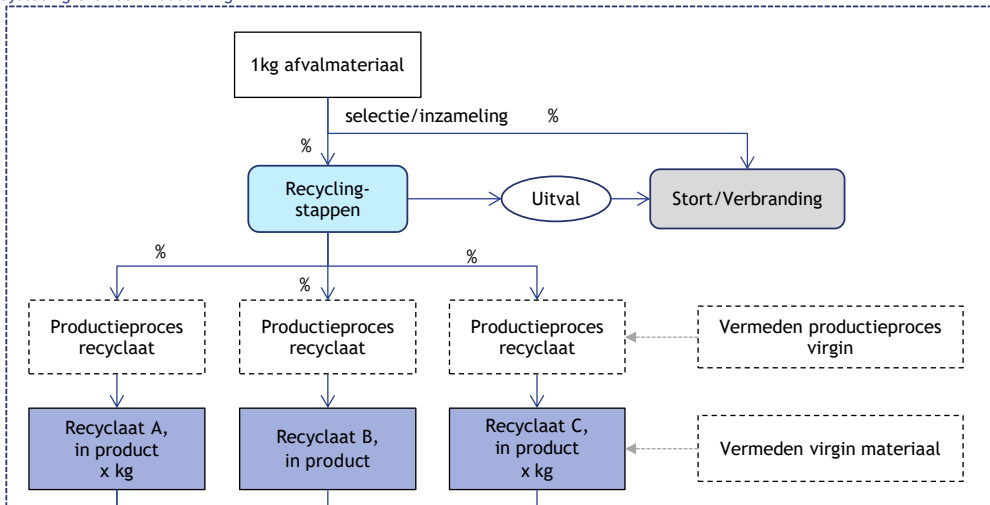 1kg afvalmateriaal
selectie/inzameling %
%
Recycling-
stappen
Uitval
Stort/Verbranding
%
%
%
Productieproces
recyclaat
Productieproces
recyclaat
Productieproces
recyclaat
Vermeden productieproces
virgin
Recyclaat A,
in product
x kg
Recyclaat B,
in product
Recyclaat C,
in product
x kg
Vermeden virgin materiaal